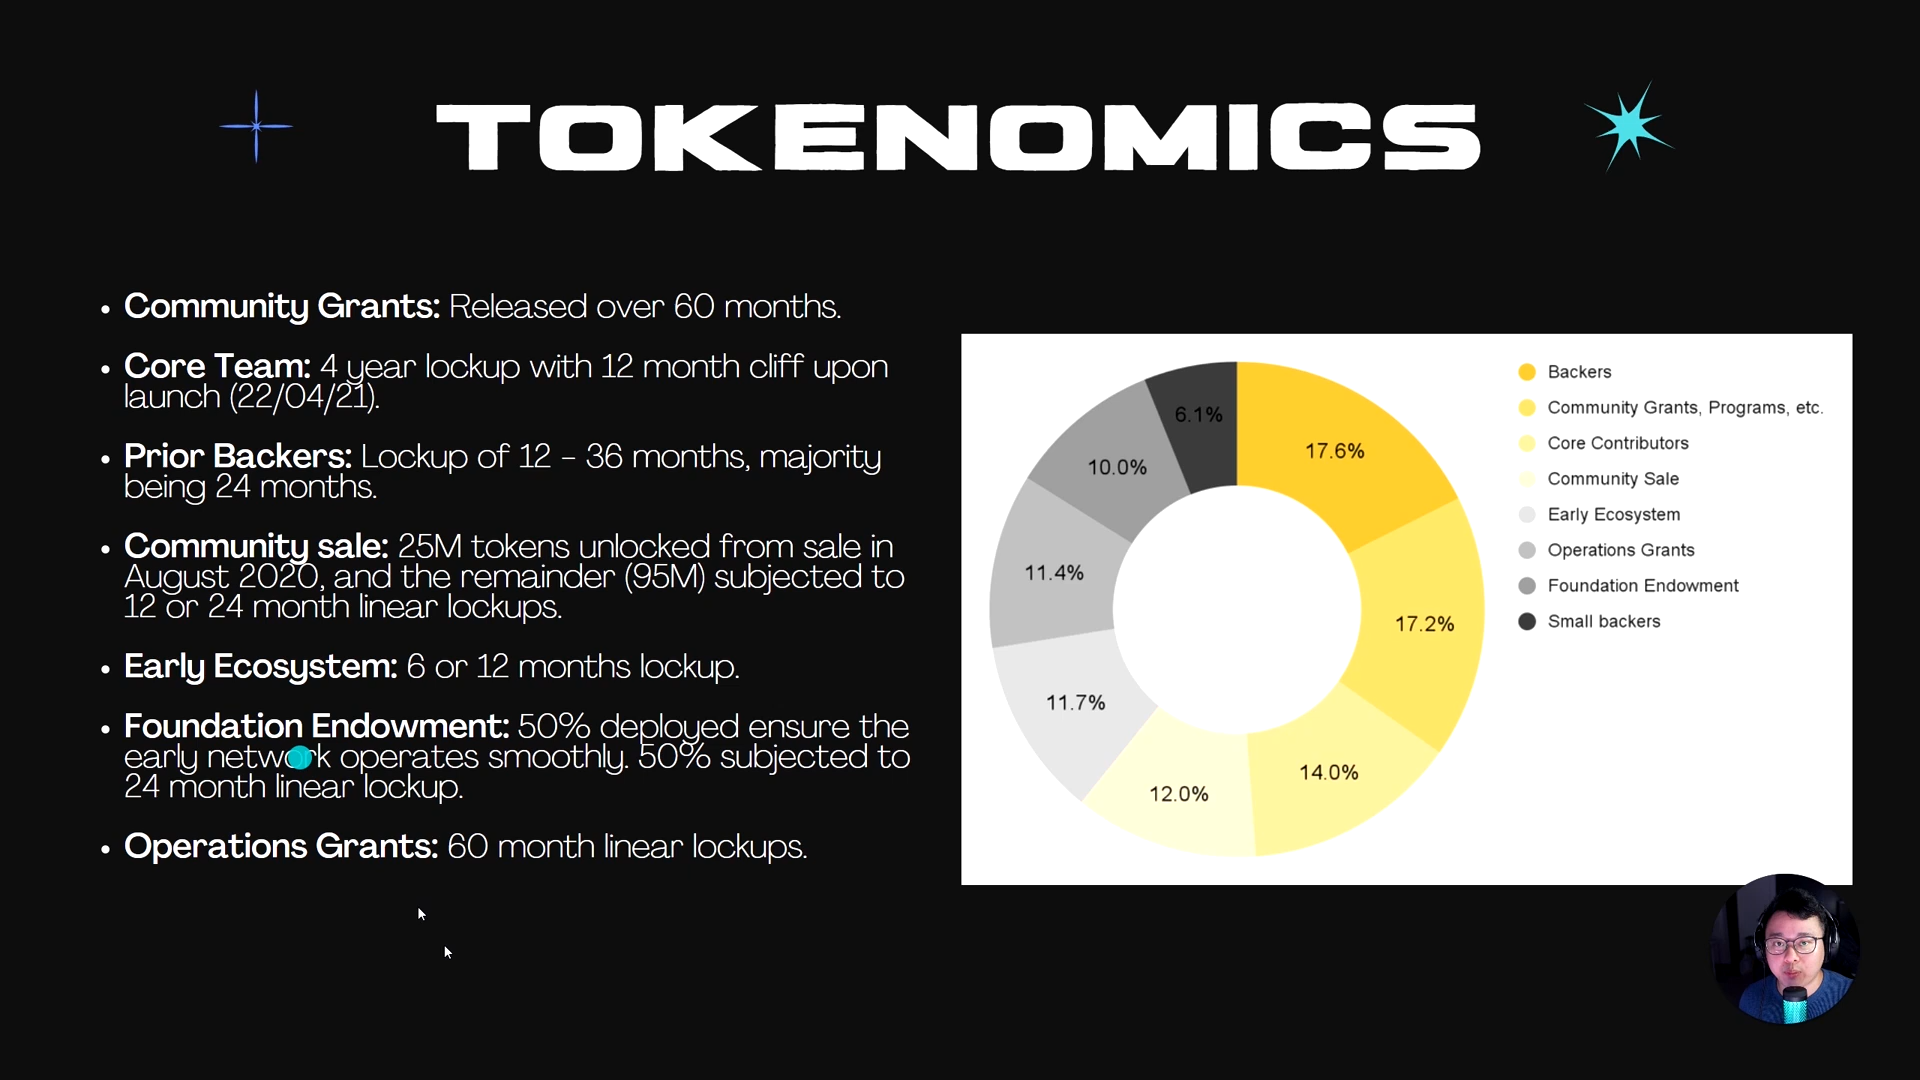 TOKENOMICS
• Community Grants: Released over 60 months.
• Core Team: 4 year lockup with 12 month cliff upon
launch (22/04/21).
• Prior Backers: Lockup of 12 - 36 months, majority
being 24 months.
• Community sale: 25M tokens unlocked from sale in
August 2020, and the remainder (95M) subjected to
12 or 24 month linear lockups.
• Early Ecosystem: 6 or 12 months lockup.
• Foundation Endowment: 50% deployed ensure the
early network operates smoothly. 50% subjected to
24 month linear lockup.
• Operations Grants: 60 month linear lockups.
17.6%
17.2%
14.0%
12.0%
11.7%
11.4%
10.0%
6.1%
Backers
Community Grants, Programs, etc.
Core Contributors
Community Sale
Early Ecosystem
Operations Grants
Foundation Endowment
Small backers